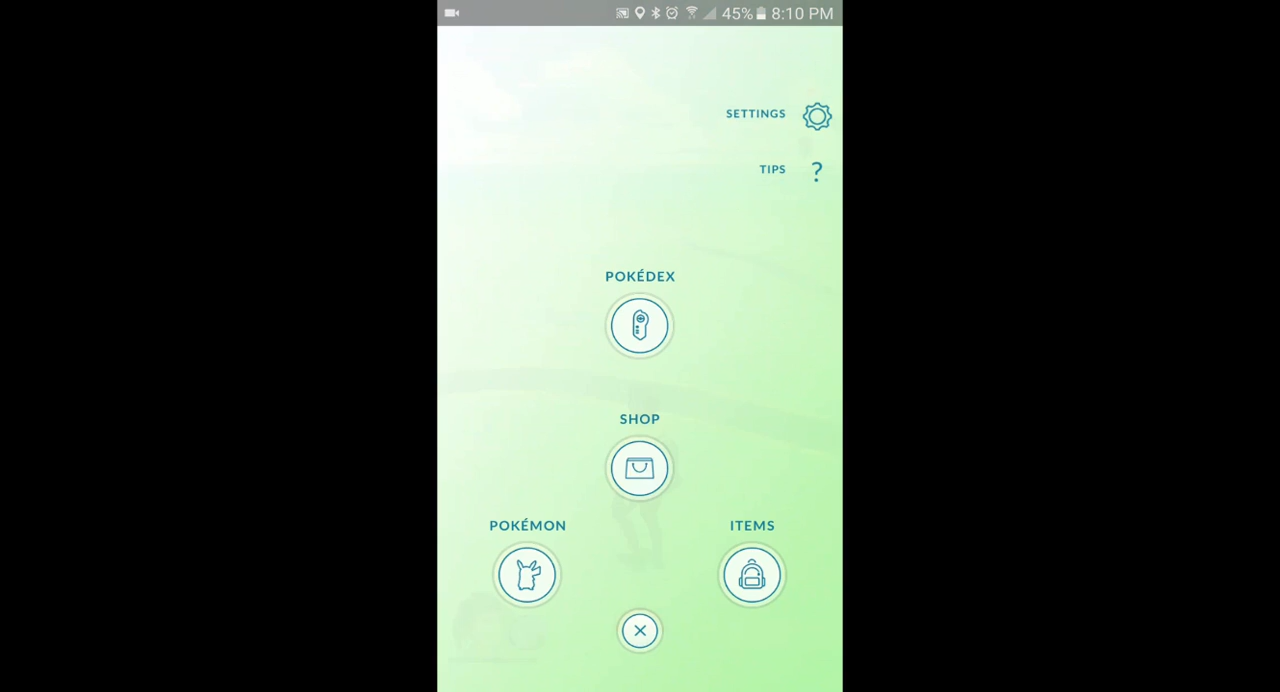 45% 8:10 PM
SETTINGS
TIPS ?
POKÉDEX
SHOP
POKÉMON ITEMS